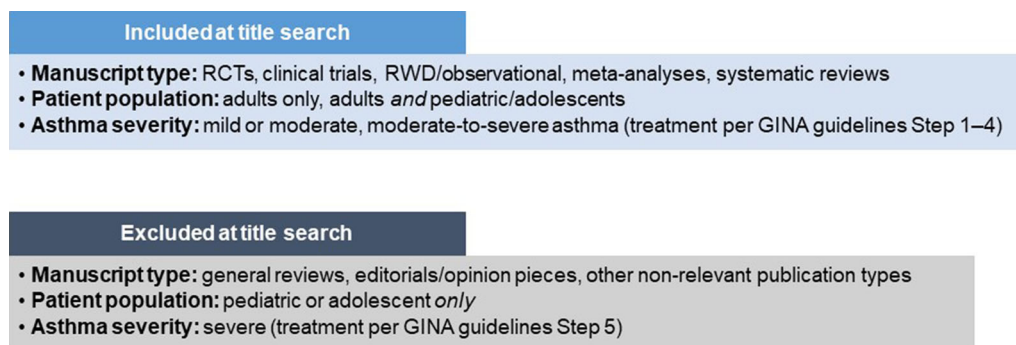 Included at title search
• Manuscript type: RCTs, clinical trials, RWD/observational, meta-analyses, systematic reviews
• Patient population: adults only, adults and pediatric/adolescents
• Asthma severity: mild or moderate, moderate-to-severe asthma (treatment per GINA guidelines Step 1–4)
Excluded at title search
• Manuscript type: general reviews, editorials/opinion pieces, other non-relevant publication types
• Patient population: pediatric or adolescent only
• Asthma severity: severe (treatment per GINA guidelines Step 5)